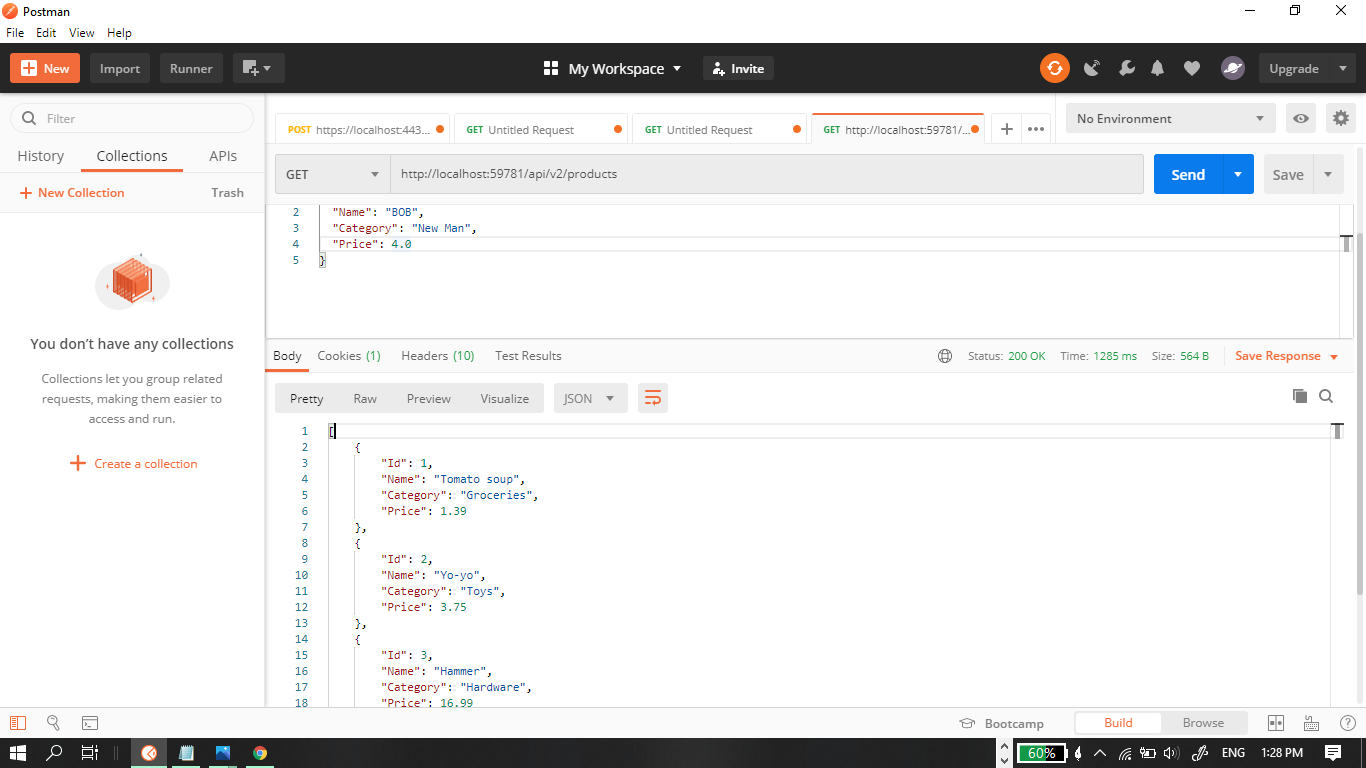 Postman
File Edit View Help
New Import Runner My Workspace Invite Upgrade
Filter
History Collections APIs
New Collection Trash
You don’t have any collections
Collections let you group related
requests, making them easier to
access and run.
Create a collection
POST https://localhost:443... GET Untitled Request GET Untitled Request GET http://localhost:59781/... No Environment
GET http://localhost:59781/api/v2/products Send Save
2 "Name": "BOB",
3 "Category": "New Man",
4 "Price": 4.0
5 }
Body Cookies (1) Headers (10) Test Results Status: 200 OK Time: 1285 ms Size: 564 B Save Response
Pretty Raw Preview Visualize JSON
1 [
2 {
3 "Id": 1,
4 "Name": "Tomato soup",
5 "Category": "Groceries",
6 "Price": 1.39
7 },
8 {
9 "Id": 2,
10 "Name": "Yo-yo",
11 "Category": "Toys",
12 "Price": 3.75
13 },
14 {
15 "Id": 3,
16 "Name": "Hammer",
17 "Category": "Hardware",
18 "Price": 16.99
Bootcamp Build Browse
60% ENG 1:28 PM